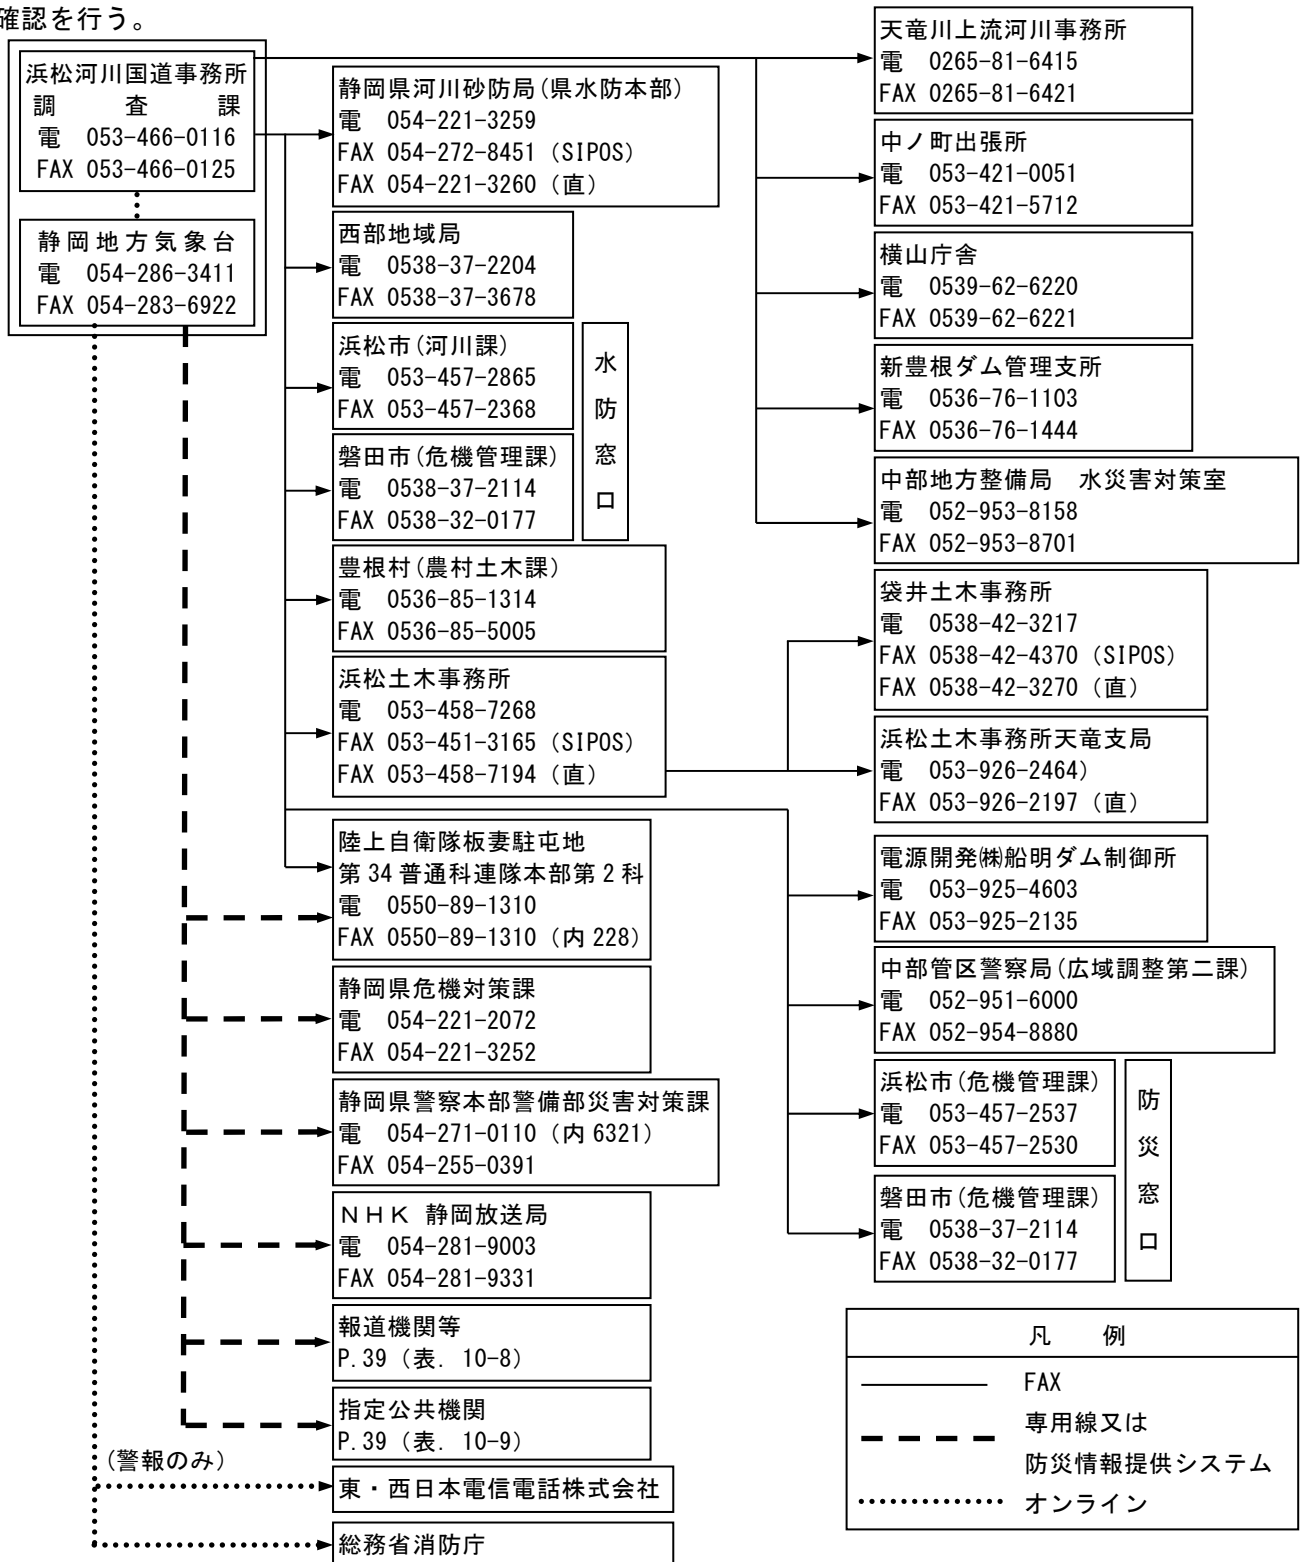 確認を行う。
浜松河川国道事務所
調　査　課
電　053-466-0116
FAX 053-466-0125
静岡地方気象台
電　054-286-3411
FAX 054-283-6922
静岡県河川砂防局(県水防本部)
電　054-221-3259
FAX 054-272-8451（SIPOS）
FAX 054-221-3260（直）
西部地域局
電　0538-37-2204
FAX 0538-37-3678
浜松市(河川課)
電　053-457-2865
FAX 053-457-2368
磐田市(危機管理課)
電　0538-37-2114
FAX 0538-32-0177
水防窓口
豊根村(農村土木課)
電　0536-85-1314
FAX 0536-85-5005
浜松土木事務所
電　053-458-7268
FAX 053-451-3165（SIPOS）
FAX 053-458-7194（直）
陸上自衛隊板妻駐屯地
第34普通科連隊本部第2科
電　0550-89-1310
FAX 0550-89-1310（内228）
静岡県危機対策課
電　054-221-2072
FAX 054-221-3252
静岡県警察本部警備部災害対策課
電　054-271-0110（内6321）
FAX 054-255-0391
ＮＨＫ 静岡放送局
電　054-281-9003
FAX 054-281-9331
報道機関等
P.39（表. 10-8）
指定公共機関
P.39（表. 10-9）
（警報のみ）
東・西日本電信電話株式会社
総務省消防庁
天竜川上流河川事務所
電　0265-81-6415
FAX 0265-81-6421
中ノ町出張所
電　053-421-0051
FAX 053-421-5712
横山庁舎
電　0539-62-6220
FAX 0539-62-6221
新豊根ダム管理支所
電　0536-76-1103
FAX 0536-76-1444
中部地方整備局　水災害対策室
電　052-953-8158
FAX 052-953-8701
袋井土木事務所
電　0538-42-3217
FAX 0538-42-4370（SIPOS）
FAX 0538-42-3270（直）
浜松土木事務所天竜支局
電　053-926-2464）
FAX 053-926-2197（直）
電源開発㈱船明ダム制御所
電　053-925-4603
FAX 053-925-2135
中部管区警察局(広域調整第二課)
電　052-951-6000
FAX 052-954-8880
浜松市(危機管理課)
電　053-457-2537
FAX 053-457-2530
磐田市(危機管理課)
電　0538-37-2114
FAX 0538-32-0177
防災窓口
凡　例
FAX
専用線又は
防災情報提供システム
オンライン